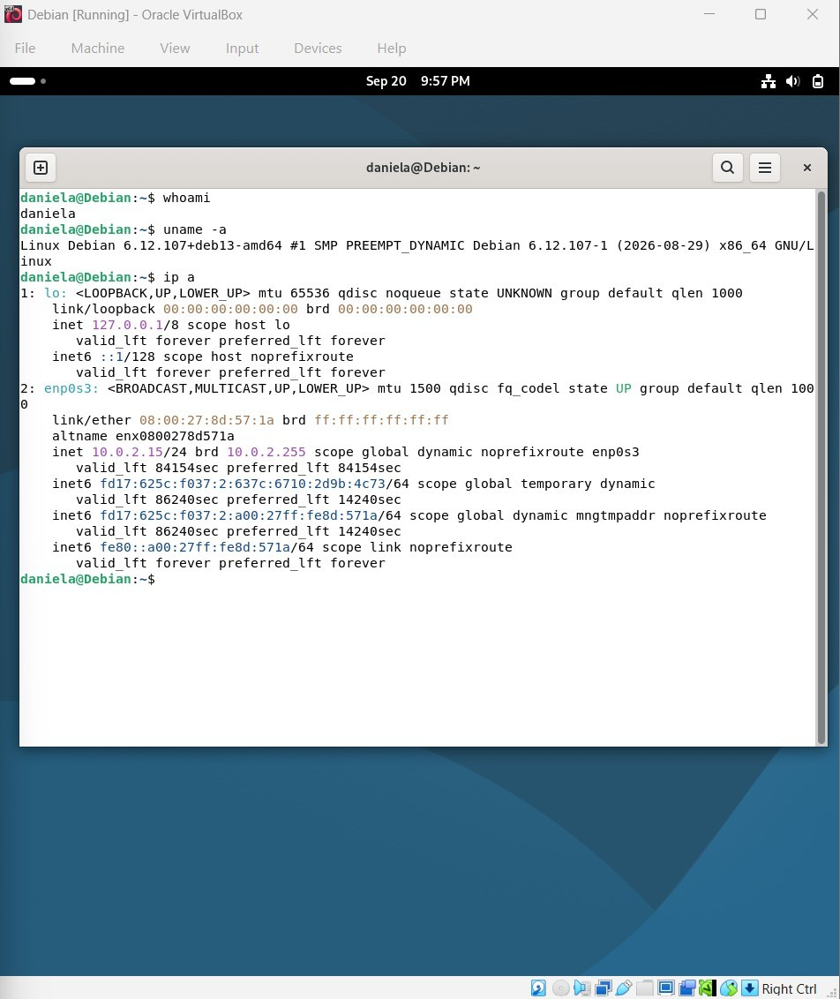 Debian [Running] - Oracle VirtualBox
File Machine View Input Devices Help
Sep 20 9:57 PM
daniela@Debian: ~
daniela@Debian:~$ whoami
daniela
daniela@Debian:~$ uname -a
Linux Debian 6.12.107+deb13-amd64 #1 SMP PREEMPT_DYNAMIC Debian 6.12.107-1 (2026-08-29) x86_64 GNU/L
inux
daniela@Debian:~$ ip a
1: lo: <LOOPBACK,UP,LOWER_UP> mtu 65536 qdisc noqueue state UNKNOWN group default qlen 1000
    link/loopback 00:00:00:00:00:00 brd 00:00:00:00:00:00
    inet 127.0.0.1/8 scope host lo
       valid_lft forever preferred_lft forever
    inet6 ::1/128 scope host noprefixroute
       valid_lft forever preferred_lft forever
2: enp0s3: <BROADCAST,MULTICAST,UP,LOWER_UP> mtu 1500 qdisc fq_codel state UP group default qlen 100
0
    link/ether 08:00:27:8d:57:1a brd ff:ff:ff:ff:ff:ff
    altname enx0800278d571a
    inet 10.0.2.15/24 brd 10.0.2.255 scope global dynamic noprefixroute enp0s3
       valid_lft 84154sec preferred_lft 84154sec
    inet6 fd17:625c:f037:2:637c:6710:2d9b:4c73/64 scope global temporary dynamic
       valid_lft 86240sec preferred_lft 14240sec
    inet6 fd17:625c:f037:2:a00:27ff:fe8d:571a/64 scope global dynamic mngtmpaddr noprefixroute
       valid_lft 86240sec preferred_lft 14240sec
    inet6 fe80::a00:27ff:fe8d:571a/64 scope link noprefixroute
       valid_lft forever preferred_lft forever
daniela@Debian:~$
Right Ctrl